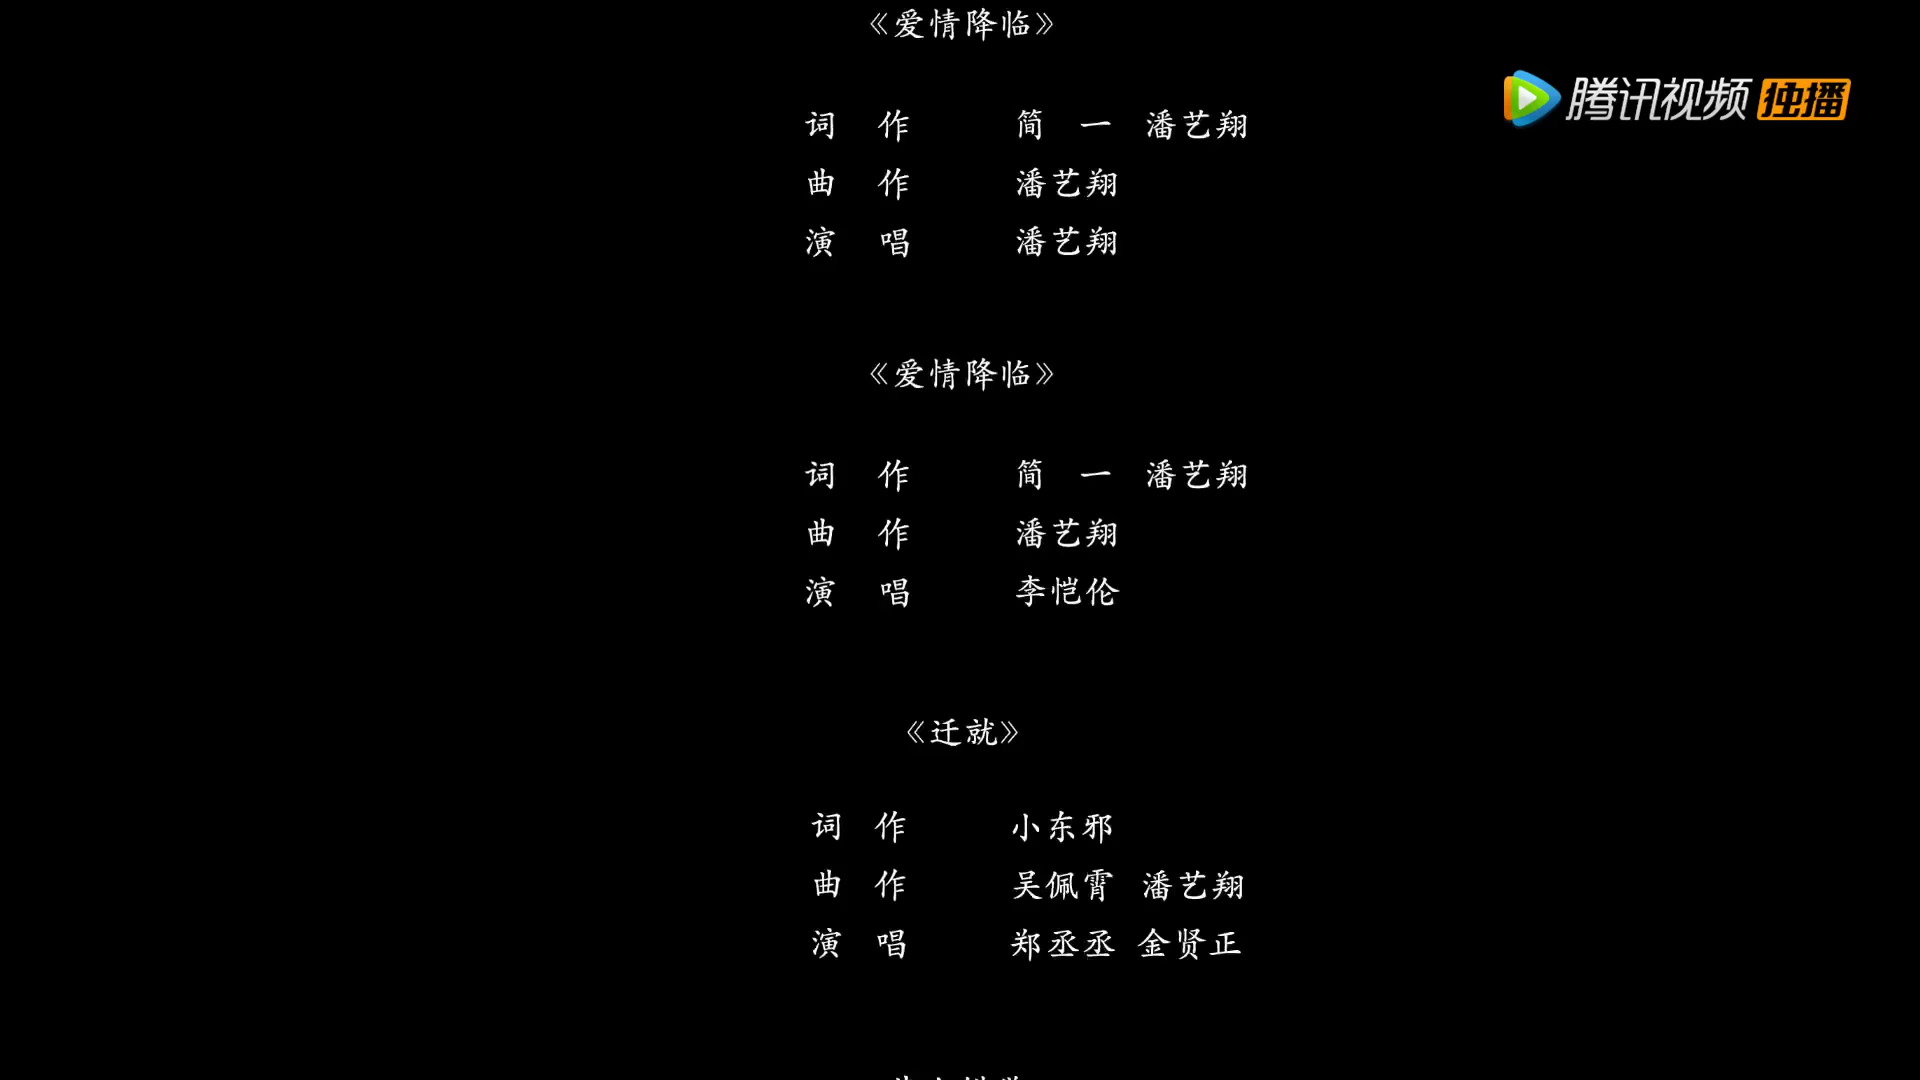 《爱情降临》
腾讯视频 独播
词 作 简 一 潘艺翔
曲 作 潘艺翔
演 唱 潘艺翔
《爱情降临》
词 作 简 一 潘艺翔
曲 作 潘艺翔
演 唱 李恺伦
《迁就》
词 作 小东邪
曲 作 吴佩霄 潘艺翔
演 唱 郑丞丞 金贤正